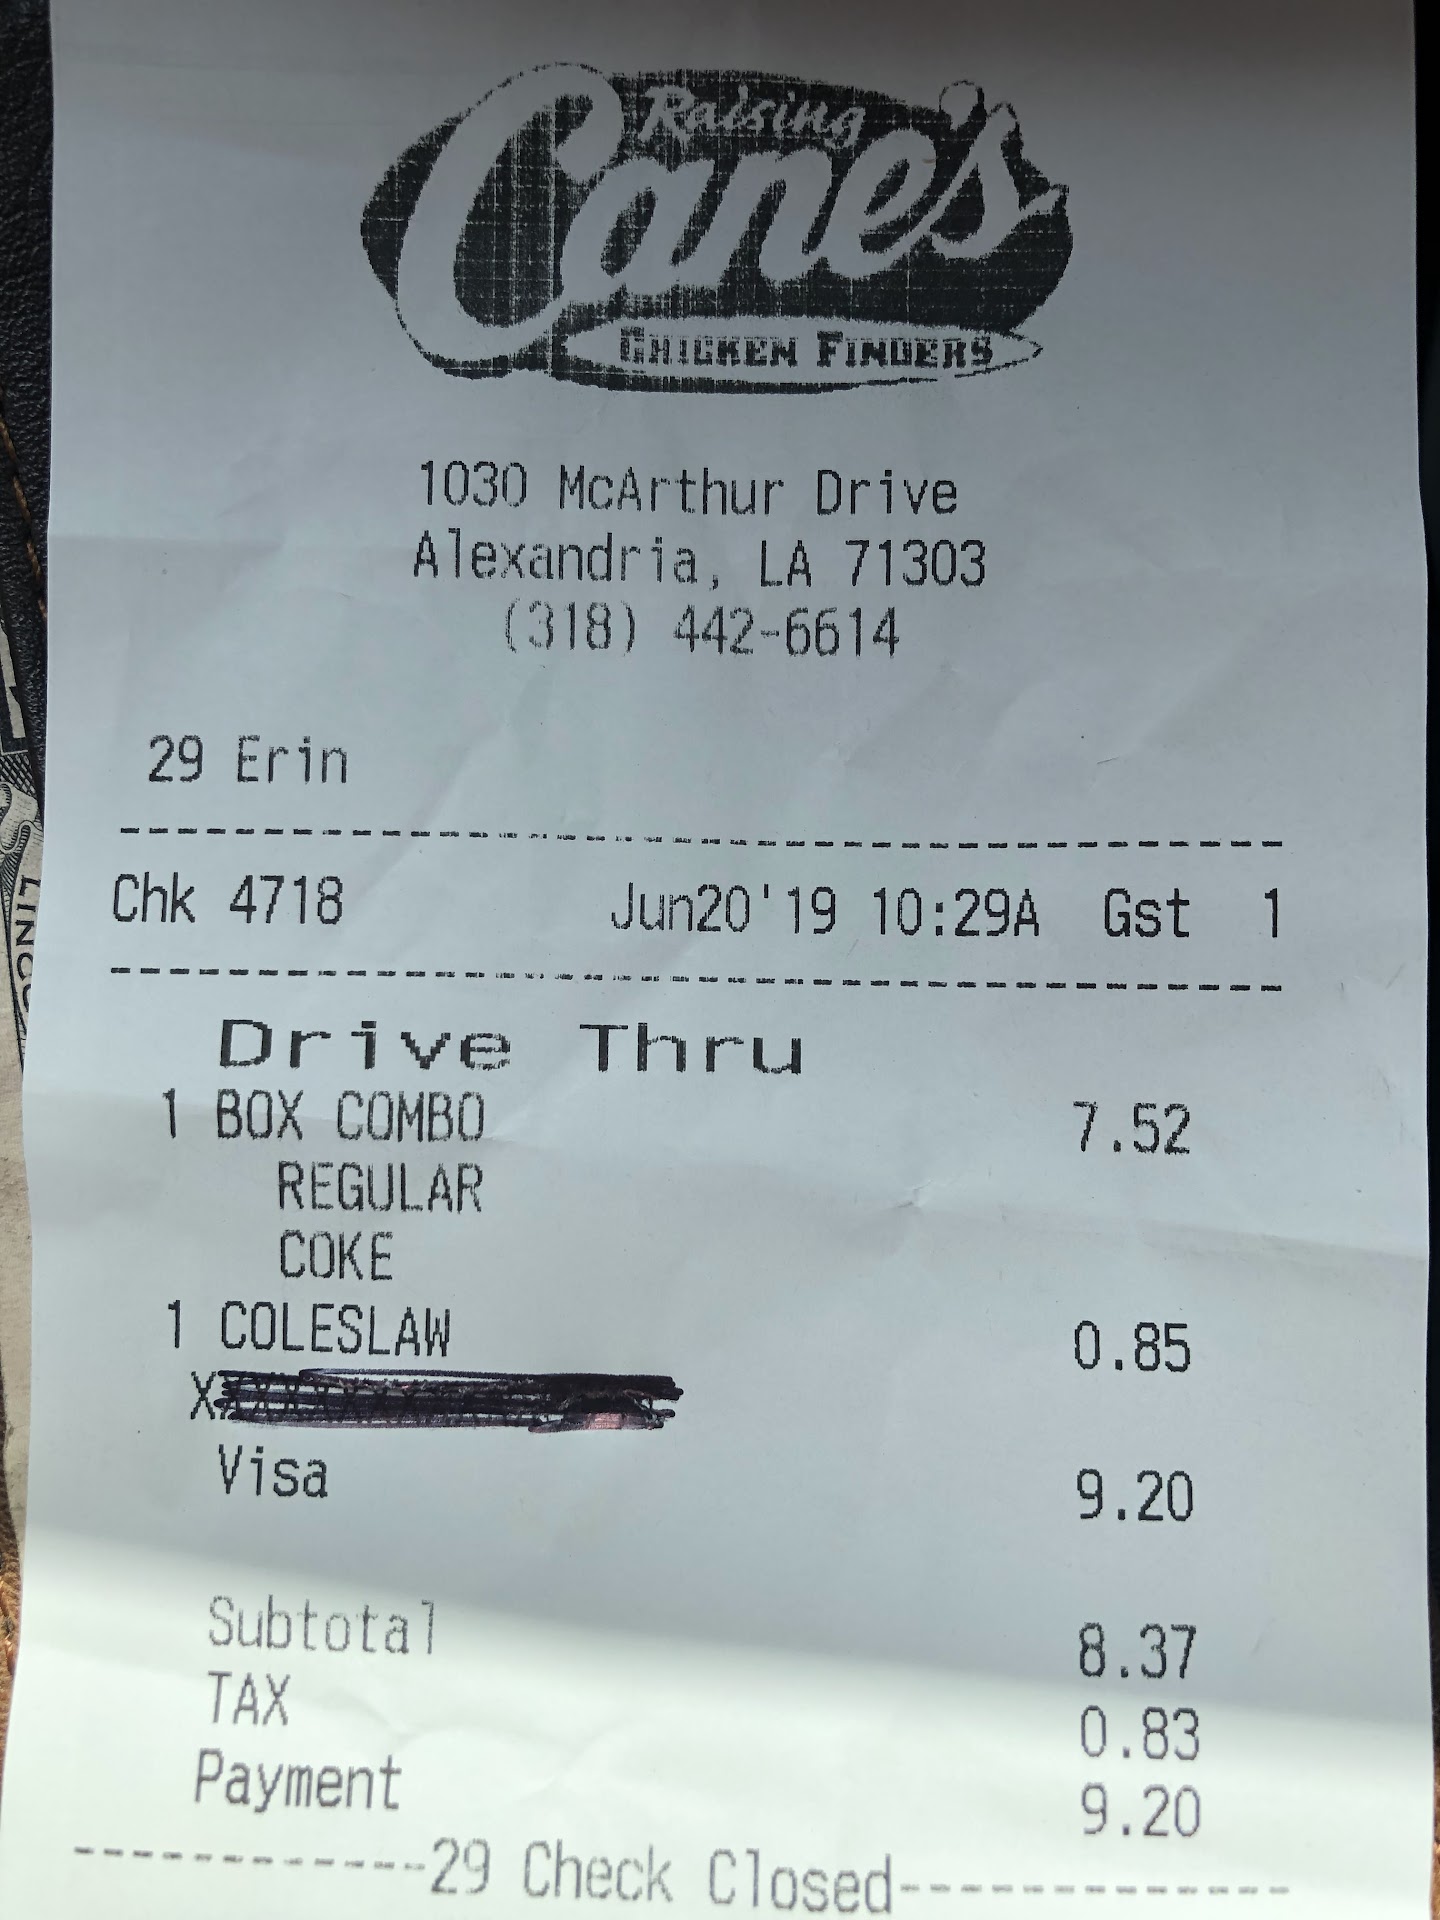 Raising
Cane's
CHICKEN FINGERS
1030 McArthur Drive
Alexandria, LA 71303
(318) 442-6614
29 Erin
Chk 4718 Jun20'19 10:29A Gst 1
Drive Thru
1 BOX COMBO 7.52
REGULAR
COKE
1 COLESLAW 0.85
Visa 9.20
Subtotal 8.37
TAX 0.83
Payment 9.20
------------29 Check Closed--------------